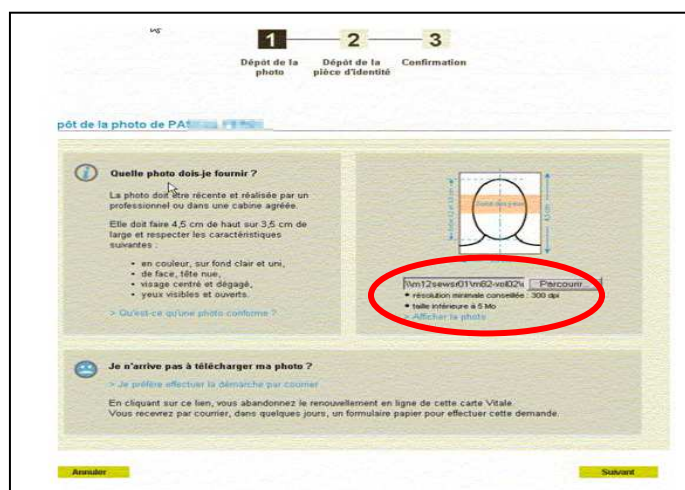 1 2 3
Dépôt de la photo
Dépôt de la pièce d'identité
Confirmation
pôt de la photo de PA
Quelle photo dois-je fournir ?
La photo doit être récente et réalisée par un
professionnel ou dans une cabine agréée.
Elle doit faire 4,5 cm de haut sur 3,5 cm de
large et respecter les caractéristiques
suivantes :
• en couleur, sur fond clair et uni,
• de face, tête nue,
• visage centré et dégagé,
• yeux visibles et ouverts.
> Qu'est-ce qu'une photo conforme ?
Parcourir...
• résolution minimale conseillée : 300 dpi
• taille inférieure à 5 Mo
> Afficher la photo
Je n'arrive pas à télécharger ma photo ?
> Je préfère effectuer la démarche par courrier
En cliquant sur ce lien, vous abandonnez le renouvellement en ligne de cette carte Vitale.
Vous recevrez par courrier, dans quelques jours, un formulaire papier pour effectuer cette demande.
Annuler
Suivant